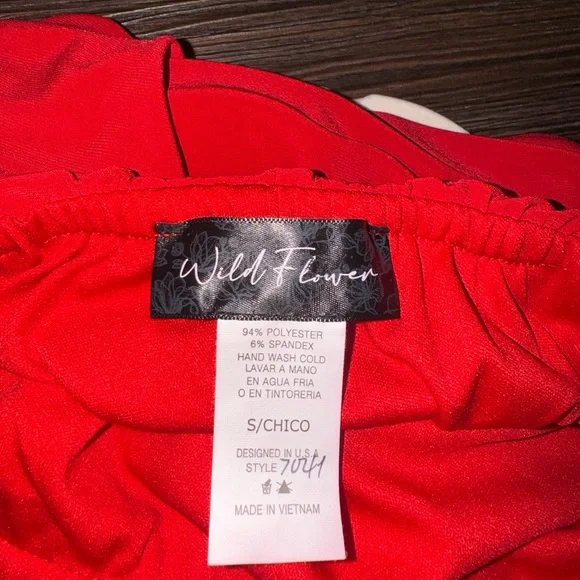 Wild Flower
94% POLYESTER
6% SPANDEX
HAND WASH COLD
LAVAR A MANO
EN AGUA FRIA
O EN TINTORERIA
S/CHICO
DESIGNED IN U.S.A
STYLE 7041
MADE IN VIETNAM